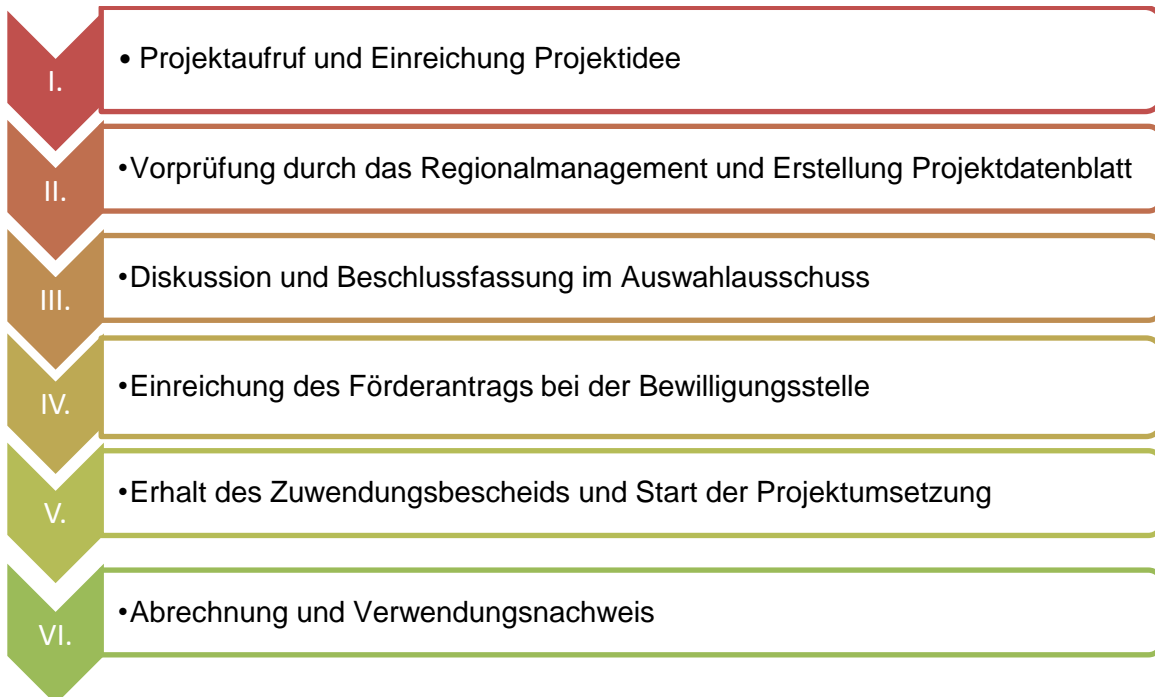 I.
• Projektaufruf und Einreichung Projektidee
II.
•Vorprüfung durch das Regionalmanagement und Erstellung Projektdatenblatt
III.
•Diskussion und Beschlussfassung im Auswahlausschuss
IV.
•Einreichung des Förderantrags bei der Bewilligungsstelle
V.
•Erhalt des Zuwendungsbescheids und Start der Projektumsetzung
VI.
•Abrechnung und Verwendungsnachweis